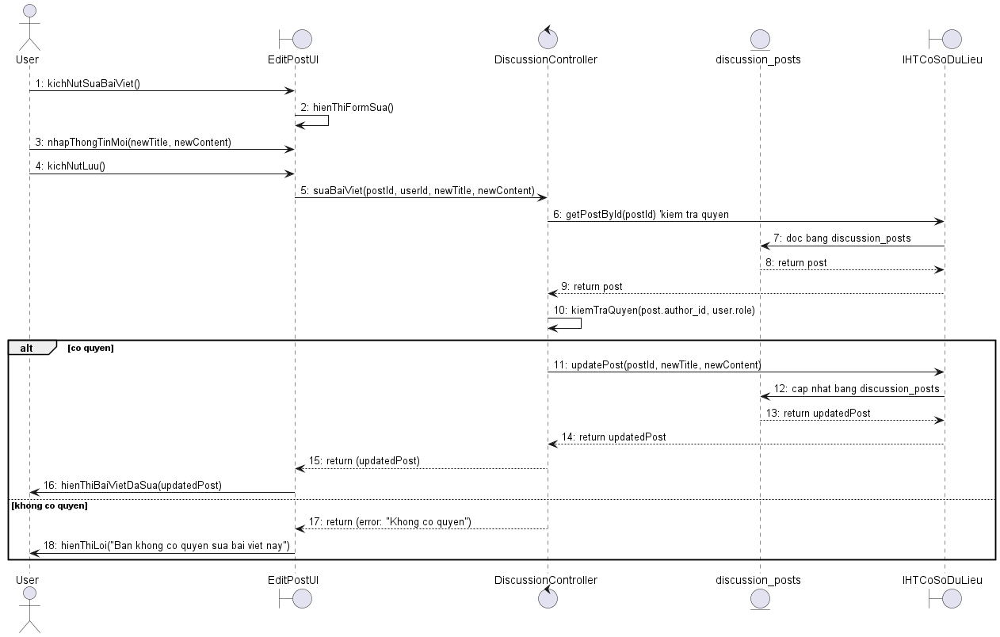 User
EditPostUI
DiscussionController
discussion_posts
IHTCoSoDuLieu
1: kichNutSuaBaiViet()
2: hienThiFormSua()
3: nhapThongTinMoi(newTitle, newContent)
4: kichNutLuu()
5: suaBaiViet(postId, userId, newTitle, newContent)
6: getPostById(postId) 'kiem tra quyen
7: doc bang discussion_posts
8: return post
9: return post
10: kiemTraQuyen(post.author_id, user.role)
alt
[co quyen]
11: updatePost(postId, newTitle, newContent)
12: cap nhat bang discussion_posts
13: return updatedPost
14: return updatedPost
15: return (updatedPost)
16: hienThiBaiVietDaSua(updatedPost)
[khong co quyen]
17: return (error: "Khong co quyen")
18: hienThiLoi("Ban khong co quyen sua bai viet nay")
User
EditPostUI
DiscussionController
discussion_posts
IHTCoSoDuLieu